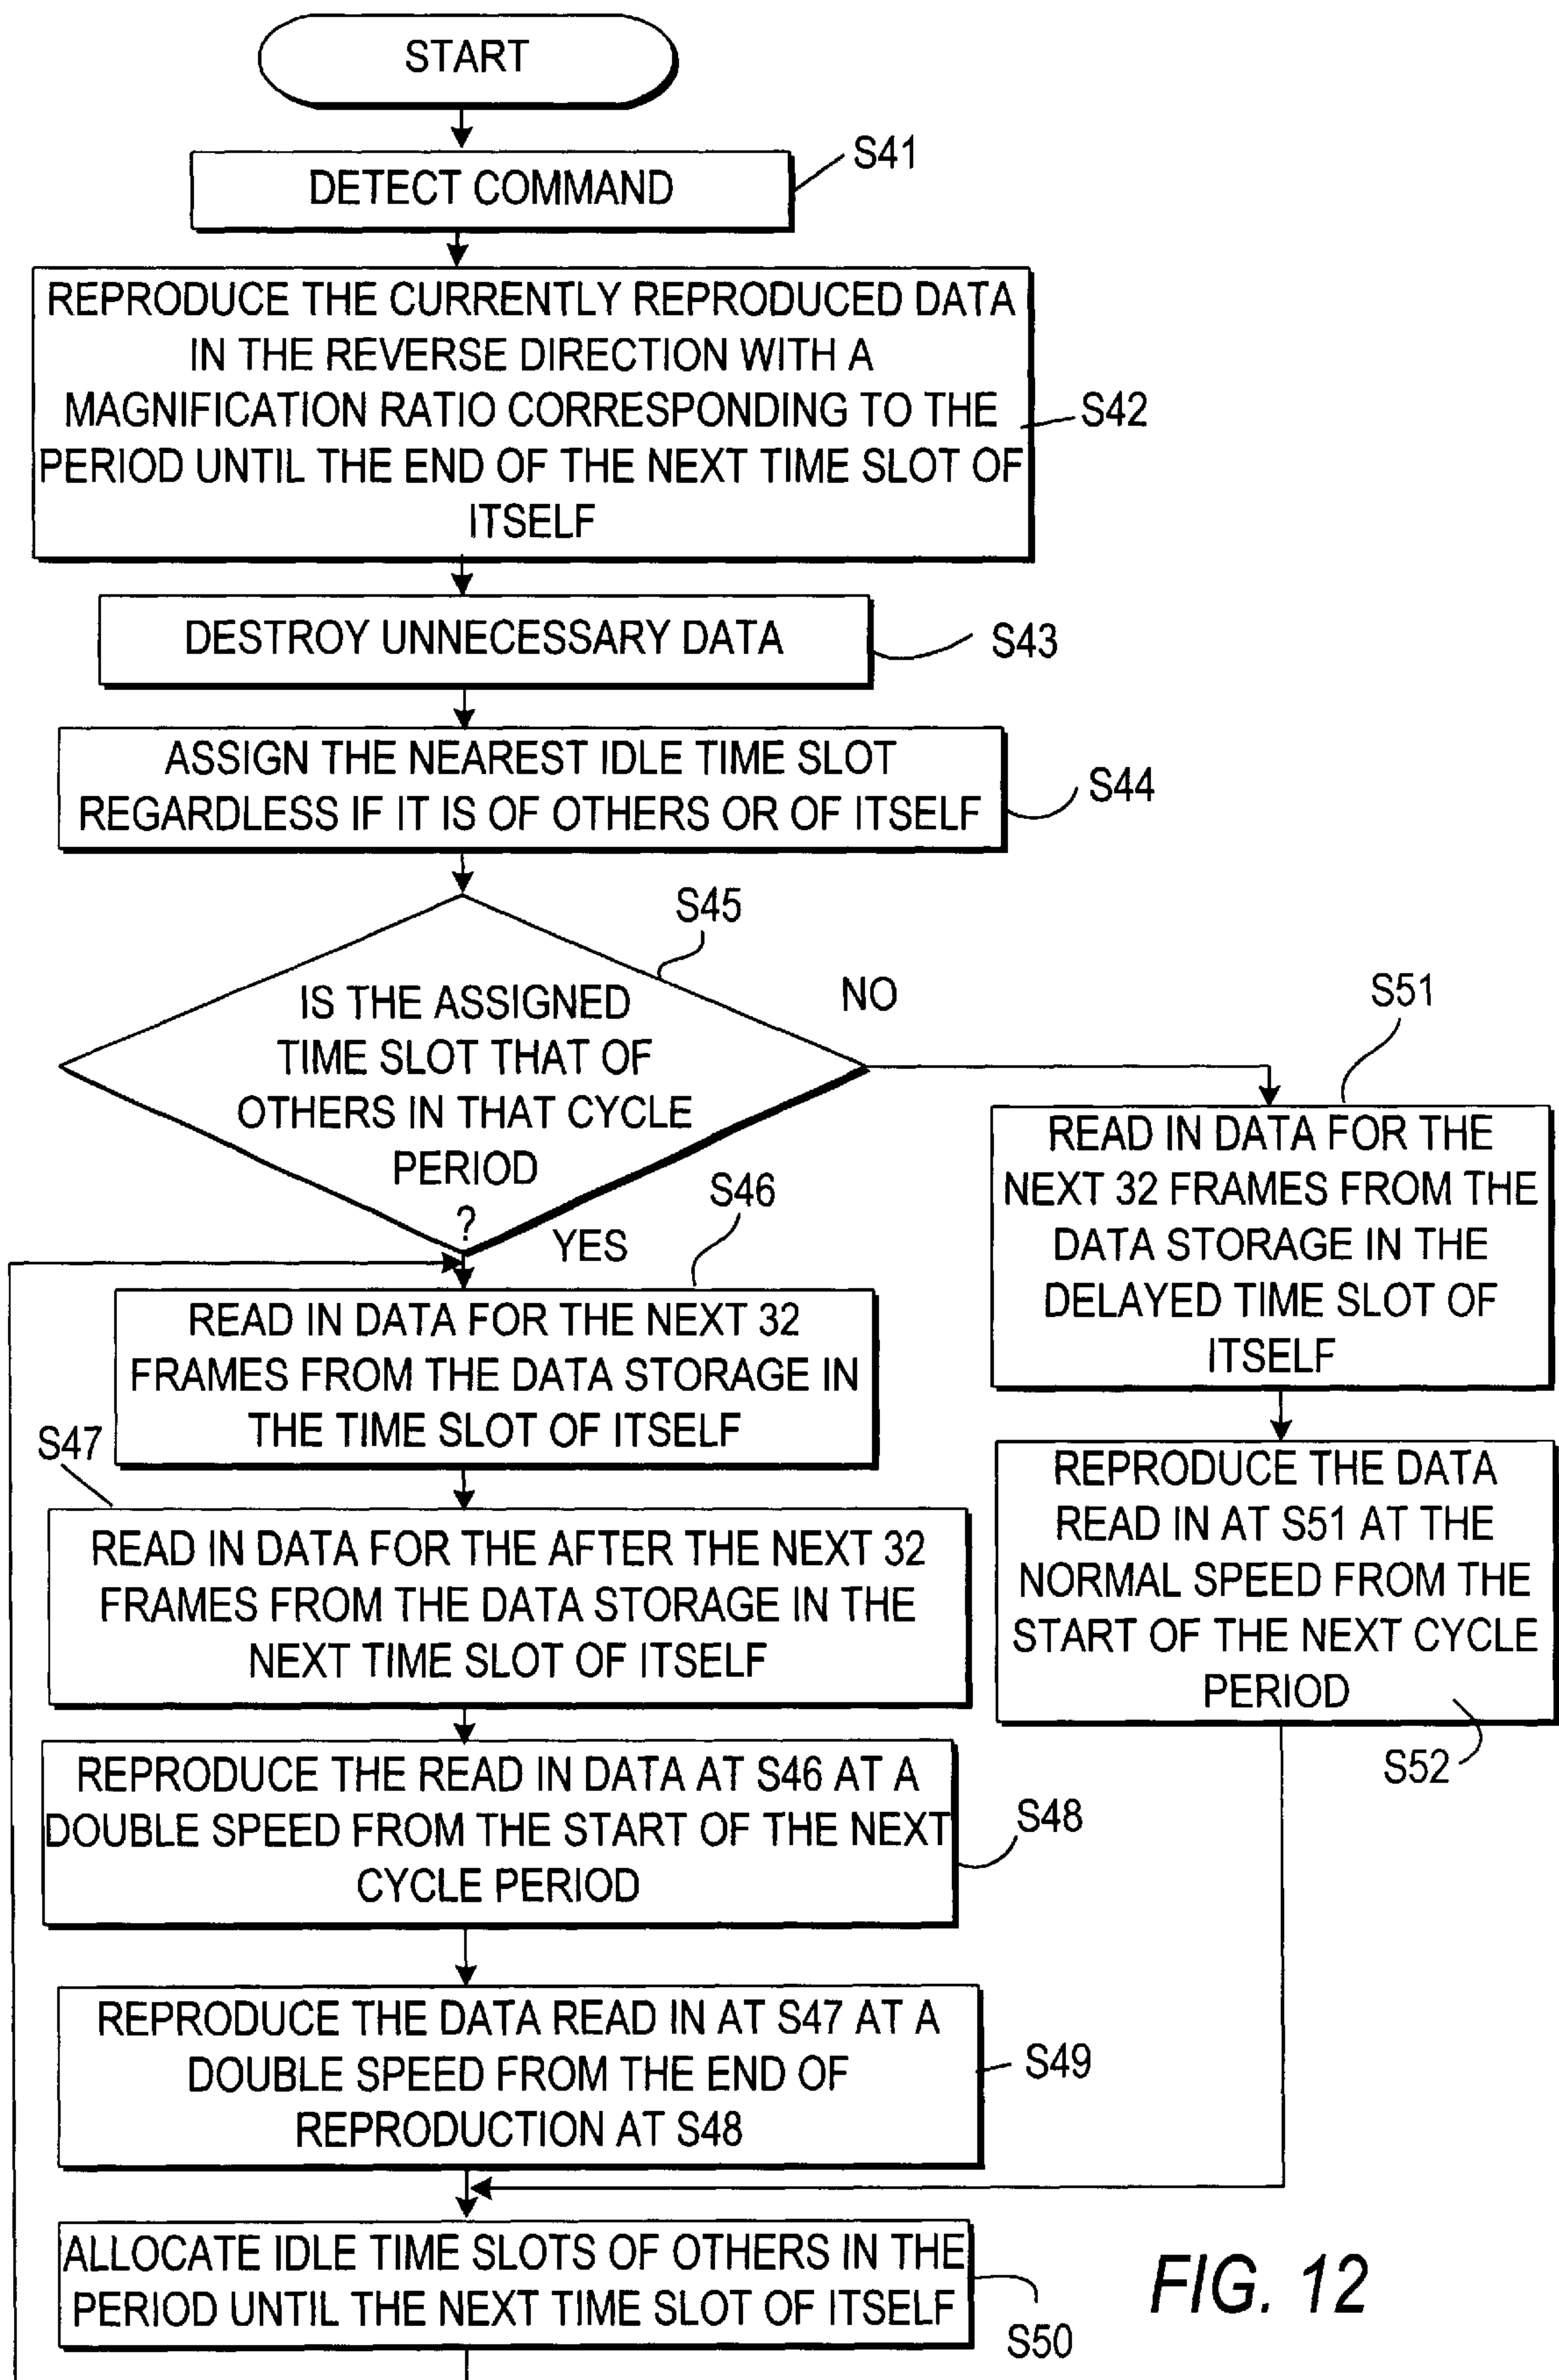 START
DETECT COMMAND
S41
REPRODUCE THE CURRENTLY REPRODUCED DATA
IN THE REVERSE DIRECTION WITH A
MAGNIFICATION RATIO CORRESPONDING TO THE
PERIOD UNTIL THE END OF THE NEXT TIME SLOT OF
ITSELF
S42
DESTROY UNNECESSARY DATA
S43
ASSIGN THE NEAREST IDLE TIME SLOT
REGARDLESS IF IT IS OF OTHERS OR OF ITSELF
S44
S45
IS THE ASSIGNED
TIME SLOT THAT OF
OTHERS IN THAT CYCLE
PERIOD
?
NO
YES
S46
READ IN DATA FOR THE NEXT 32
FRAMES FROM THE DATA STORAGE IN
THE TIME SLOT OF ITSELF
S47
READ IN DATA FOR THE AFTER THE NEXT 32
FRAMES FROM THE DATA STORAGE IN THE
NEXT TIME SLOT OF ITSELF
REPRODUCE THE READ IN DATA AT S46 AT A
DOUBLE SPEED FROM THE START OF THE NEXT
CYCLE PERIOD
S48
REPRODUCE THE DATA READ IN AT S47 AT A
DOUBLE SPEED FROM THE END OF
REPRODUCTION AT S48
S49
ALLOCATE IDLE TIME SLOTS OF OTHERS IN THE
PERIOD UNTIL THE NEXT TIME SLOT OF ITSELF
S50
S51
READ IN DATA FOR THE
NEXT 32 FRAMES FROM THE
DATA STORAGE IN THE
DELAYED TIME SLOT OF
ITSELF
REPRODUCE THE DATA
READ IN AT S51 AT THE
NORMAL SPEED FROM THE
START OF THE NEXT CYCLE
PERIOD
S52
FIG. 12